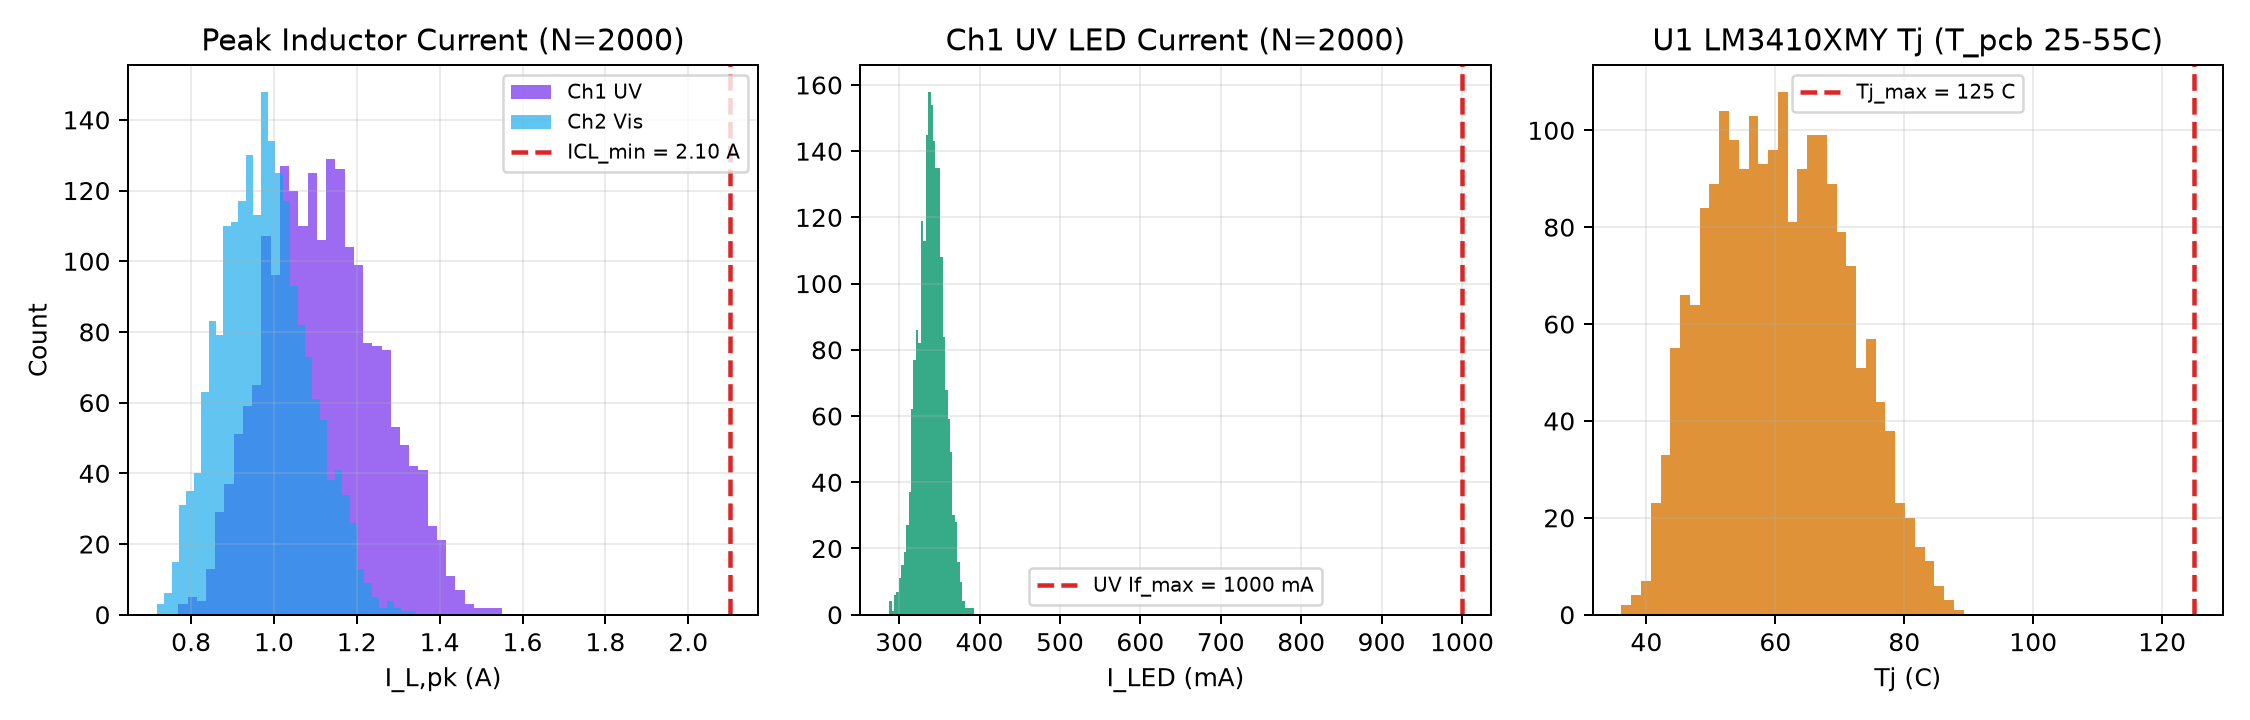 Peak Inductor Current (N=2000)
Ch1 UV
Ch2 Vis
ICL_min = 2.10 A
Count
0
20
40
60
80
100
120
140
0.8 1.0 1.2 1.4 1.6 1.8 2.0
I_L,pk (A)
Ch1 UV LED Current (N=2000)
UV If_max = 1000 mA
0
20
40
60
80
100
120
140
160
300 400 500 600 700 800 900 1000
I_LED (mA)
U1 LM3410XMY Tj (T_pcb 25-55C)
Tj_max = 125 C
0
20
40
60
80
100
40 60 80 100 120
Tj (C)